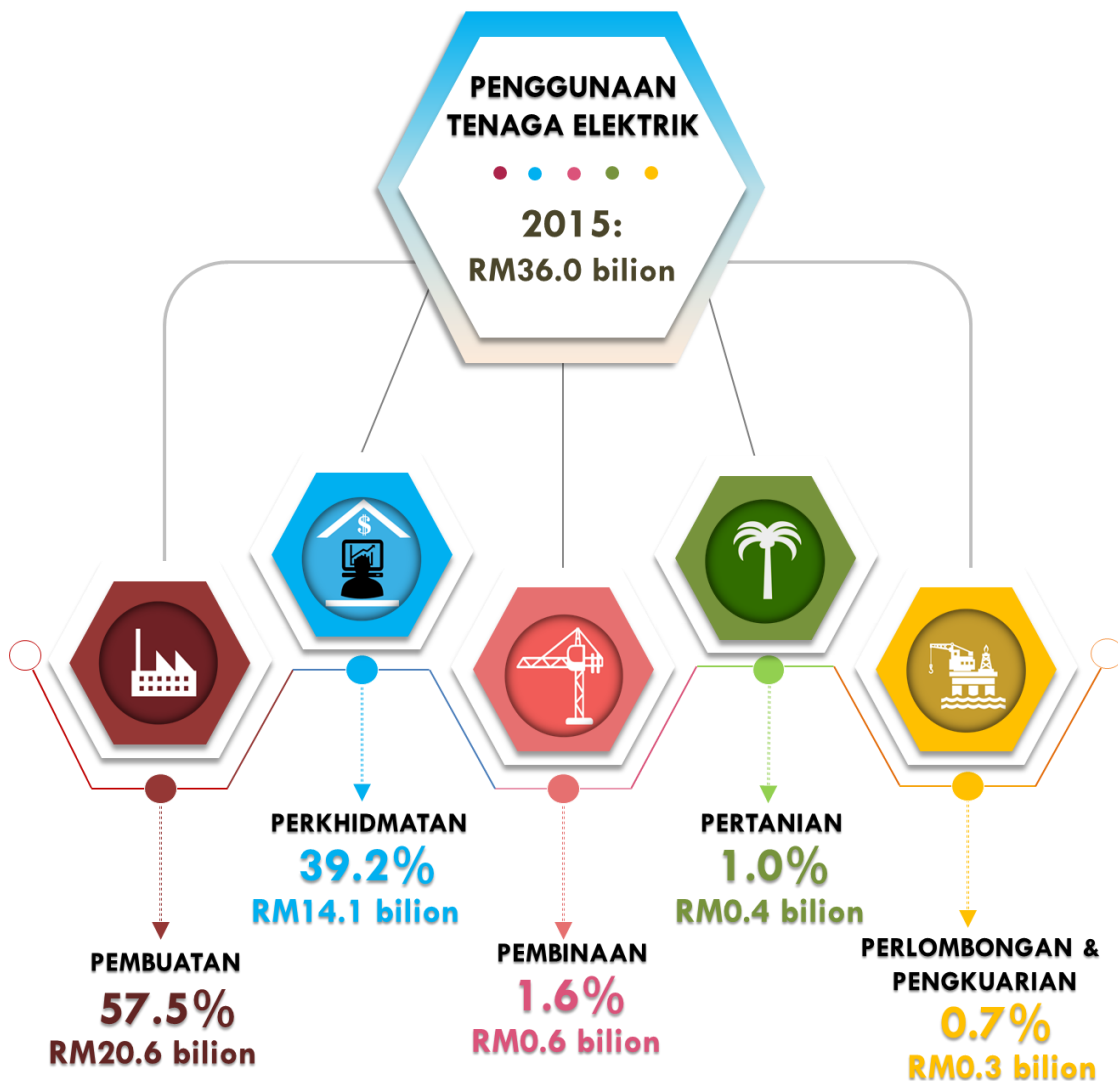 PENGGUNAAN
TENAGA ELEKTRIK
2015:
RM36.0 bilion
$
PEMBUATAN
57.5%
RM20.6 bilion
PERKHIDMATAN
39.2%
RM14.1 bilion
PEMBINAAN
1.6%
RM0.6 bilion
PERTANIAN
1.0%
RM0.4 bilion
PERLOMBONGAN &
PENGKUARIAN
0.7%
RM0.3 bilion